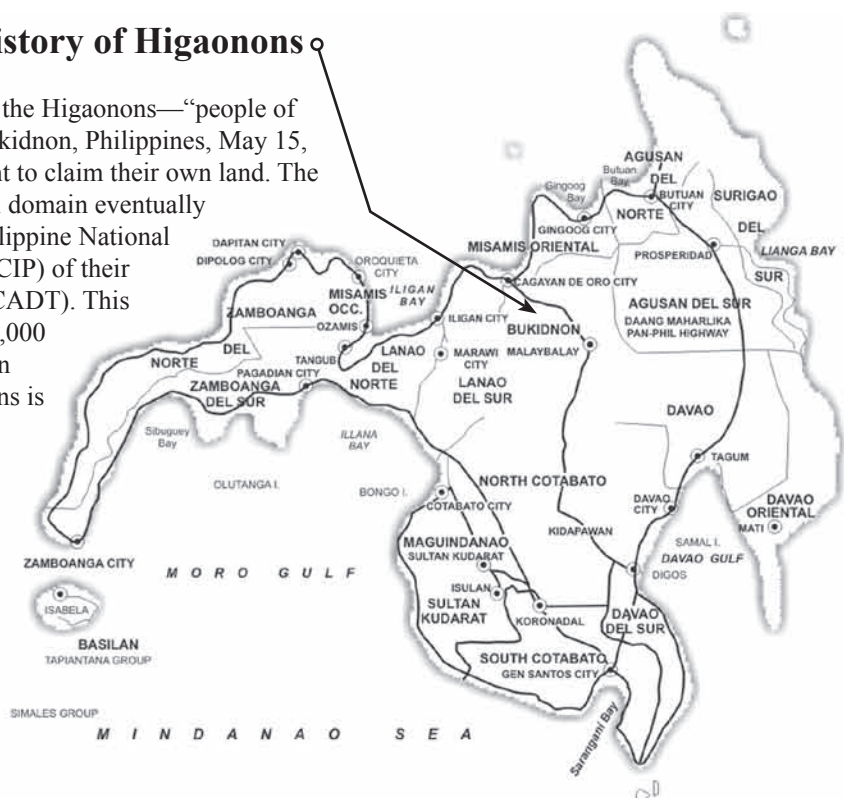 istory of Higaonons
the Higaonons—“people of
kidnon, Philippines, May 15,
nt to claim their own land. The
domain eventually
ilippine National
CIP) of their
CADT). This
,000
n
ns is
AGUSAN
DEL
NORTE
Butuan
Bay
BUTUAN
CITY
SURIGAO
DEL
SUR
Gingoog
Bay
GINGOOG CITY
LIANGA BAY
MISAMIS ORIENTAL
PROSPERIDAD
DAPITAN CITY
DIPOLOG CITY
OROQUIETA
CITY
CAGAYAN DE ORO CITY
MISAMIS
OCC.
ILIGAN
BAY
AGUSAN DEL SUR
DAANG MAHARLIKA
PAN-PHIL HIGHWAY
ZAMBOANGA
DEL
NORTE
OZAMIS
ILIGAN CITY
BUKIDNON
MALAYBALAY
TANGUB
LANAO
DEL
NORTE
MARAWI
CITY
LANAO
DEL SUR
PAGADIAN CITY
ZAMBOANGA
DEL SUR
DAVAO
Sibuguey
Bay
ILLANA
BAY
TAGUM
OLUTANGA I.
BONGO I.
NORTH COTABATO
COTABATO CITY
DAVAO
CITY
DAVAO
ORIENTAL
MATI
KIDAPAWAN
MAGUINDANAO
SULTAN KUDARAT
SAMAL I.
DAVAO GULF
ZAMBOANGA CITY
MORO GULF
DIGOS
ISULAN
SULTAN
KUDARAT
ISABELA
KORONADAL
DAVAO
DEL SUR
BASILAN
TAPIANTANA GROUP
SOUTH COTABATO
GEN SANTOS CITY
SIMALES GROUP
MINDANAO SEA
Sarangani Bay